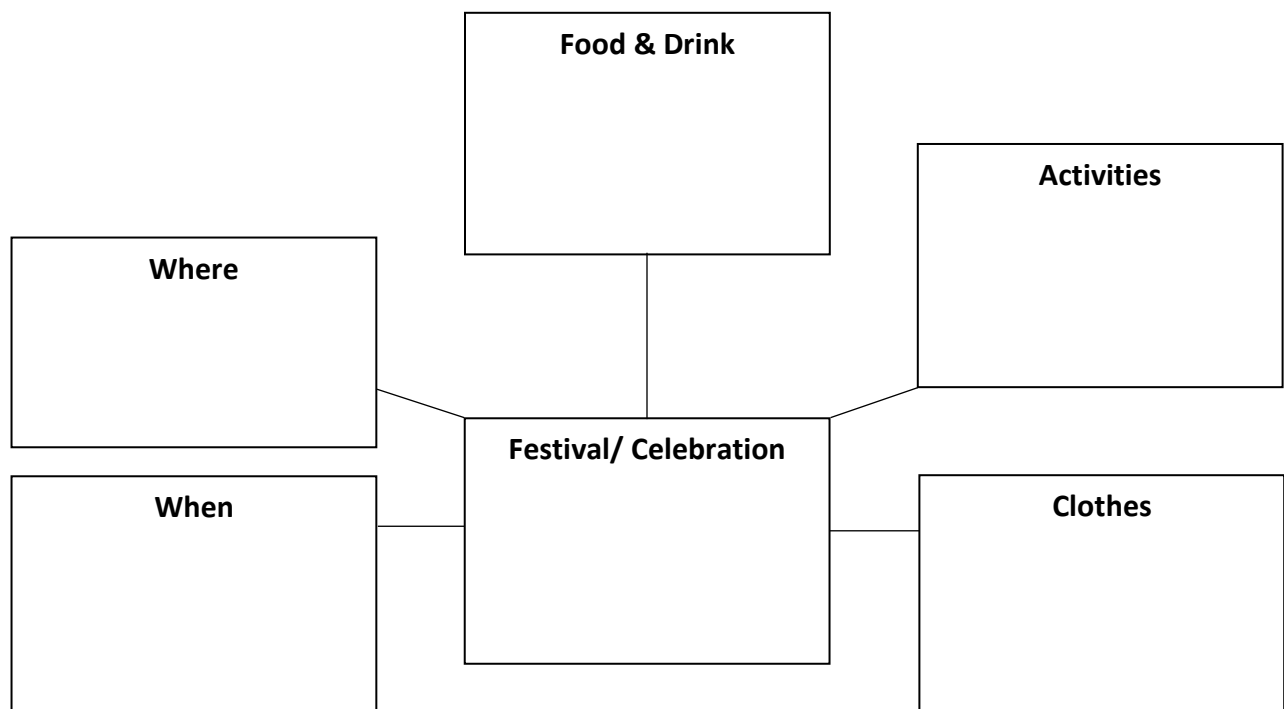 Food & Drink
Activities
Where
Festival/ Celebration
When
Clothes